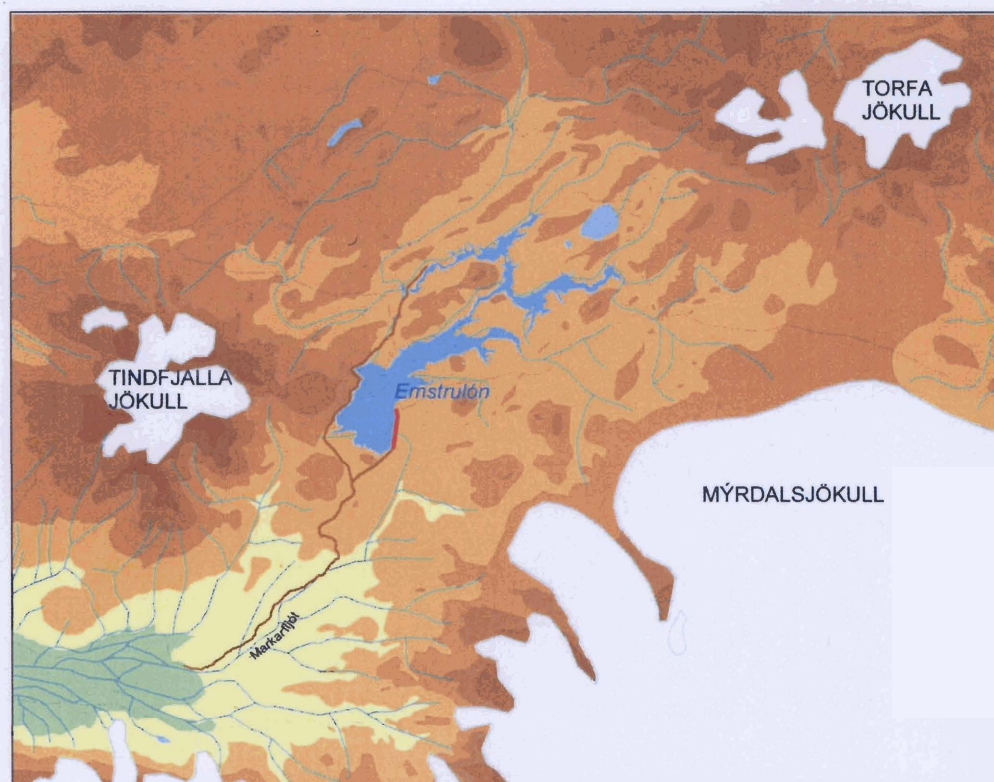 TORFA
JÖKULL
TINDFJALLA
JÖKULL
Emstrulón
MÝRDALSJÖKULL
Markarfljót